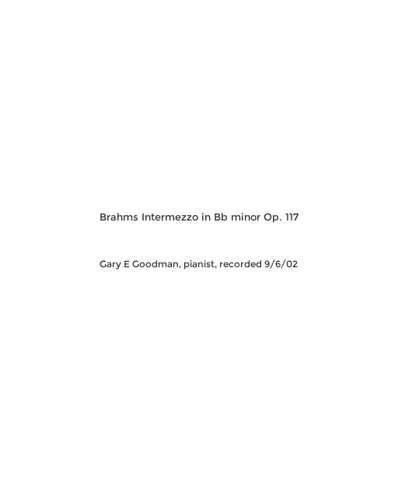 Brahms Intermezzo in Bb minor Op. 117
Gary E Goodman, pianist, recorded 9/6/02